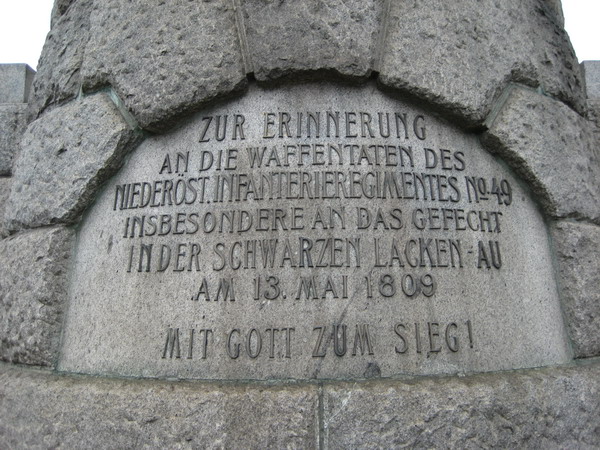 ZUR ERINNERUNG
AN DIE WAFFENTATEN DES
NIEDERÖST. INFANTERIEREGIMENTES No. 49
INSBESONDERE AN DAS GEFECHT
IN DER SCHWARZEN LACKEN-AU
AM 13. MAI 1809
MIT GOTT ZUM SIEG!